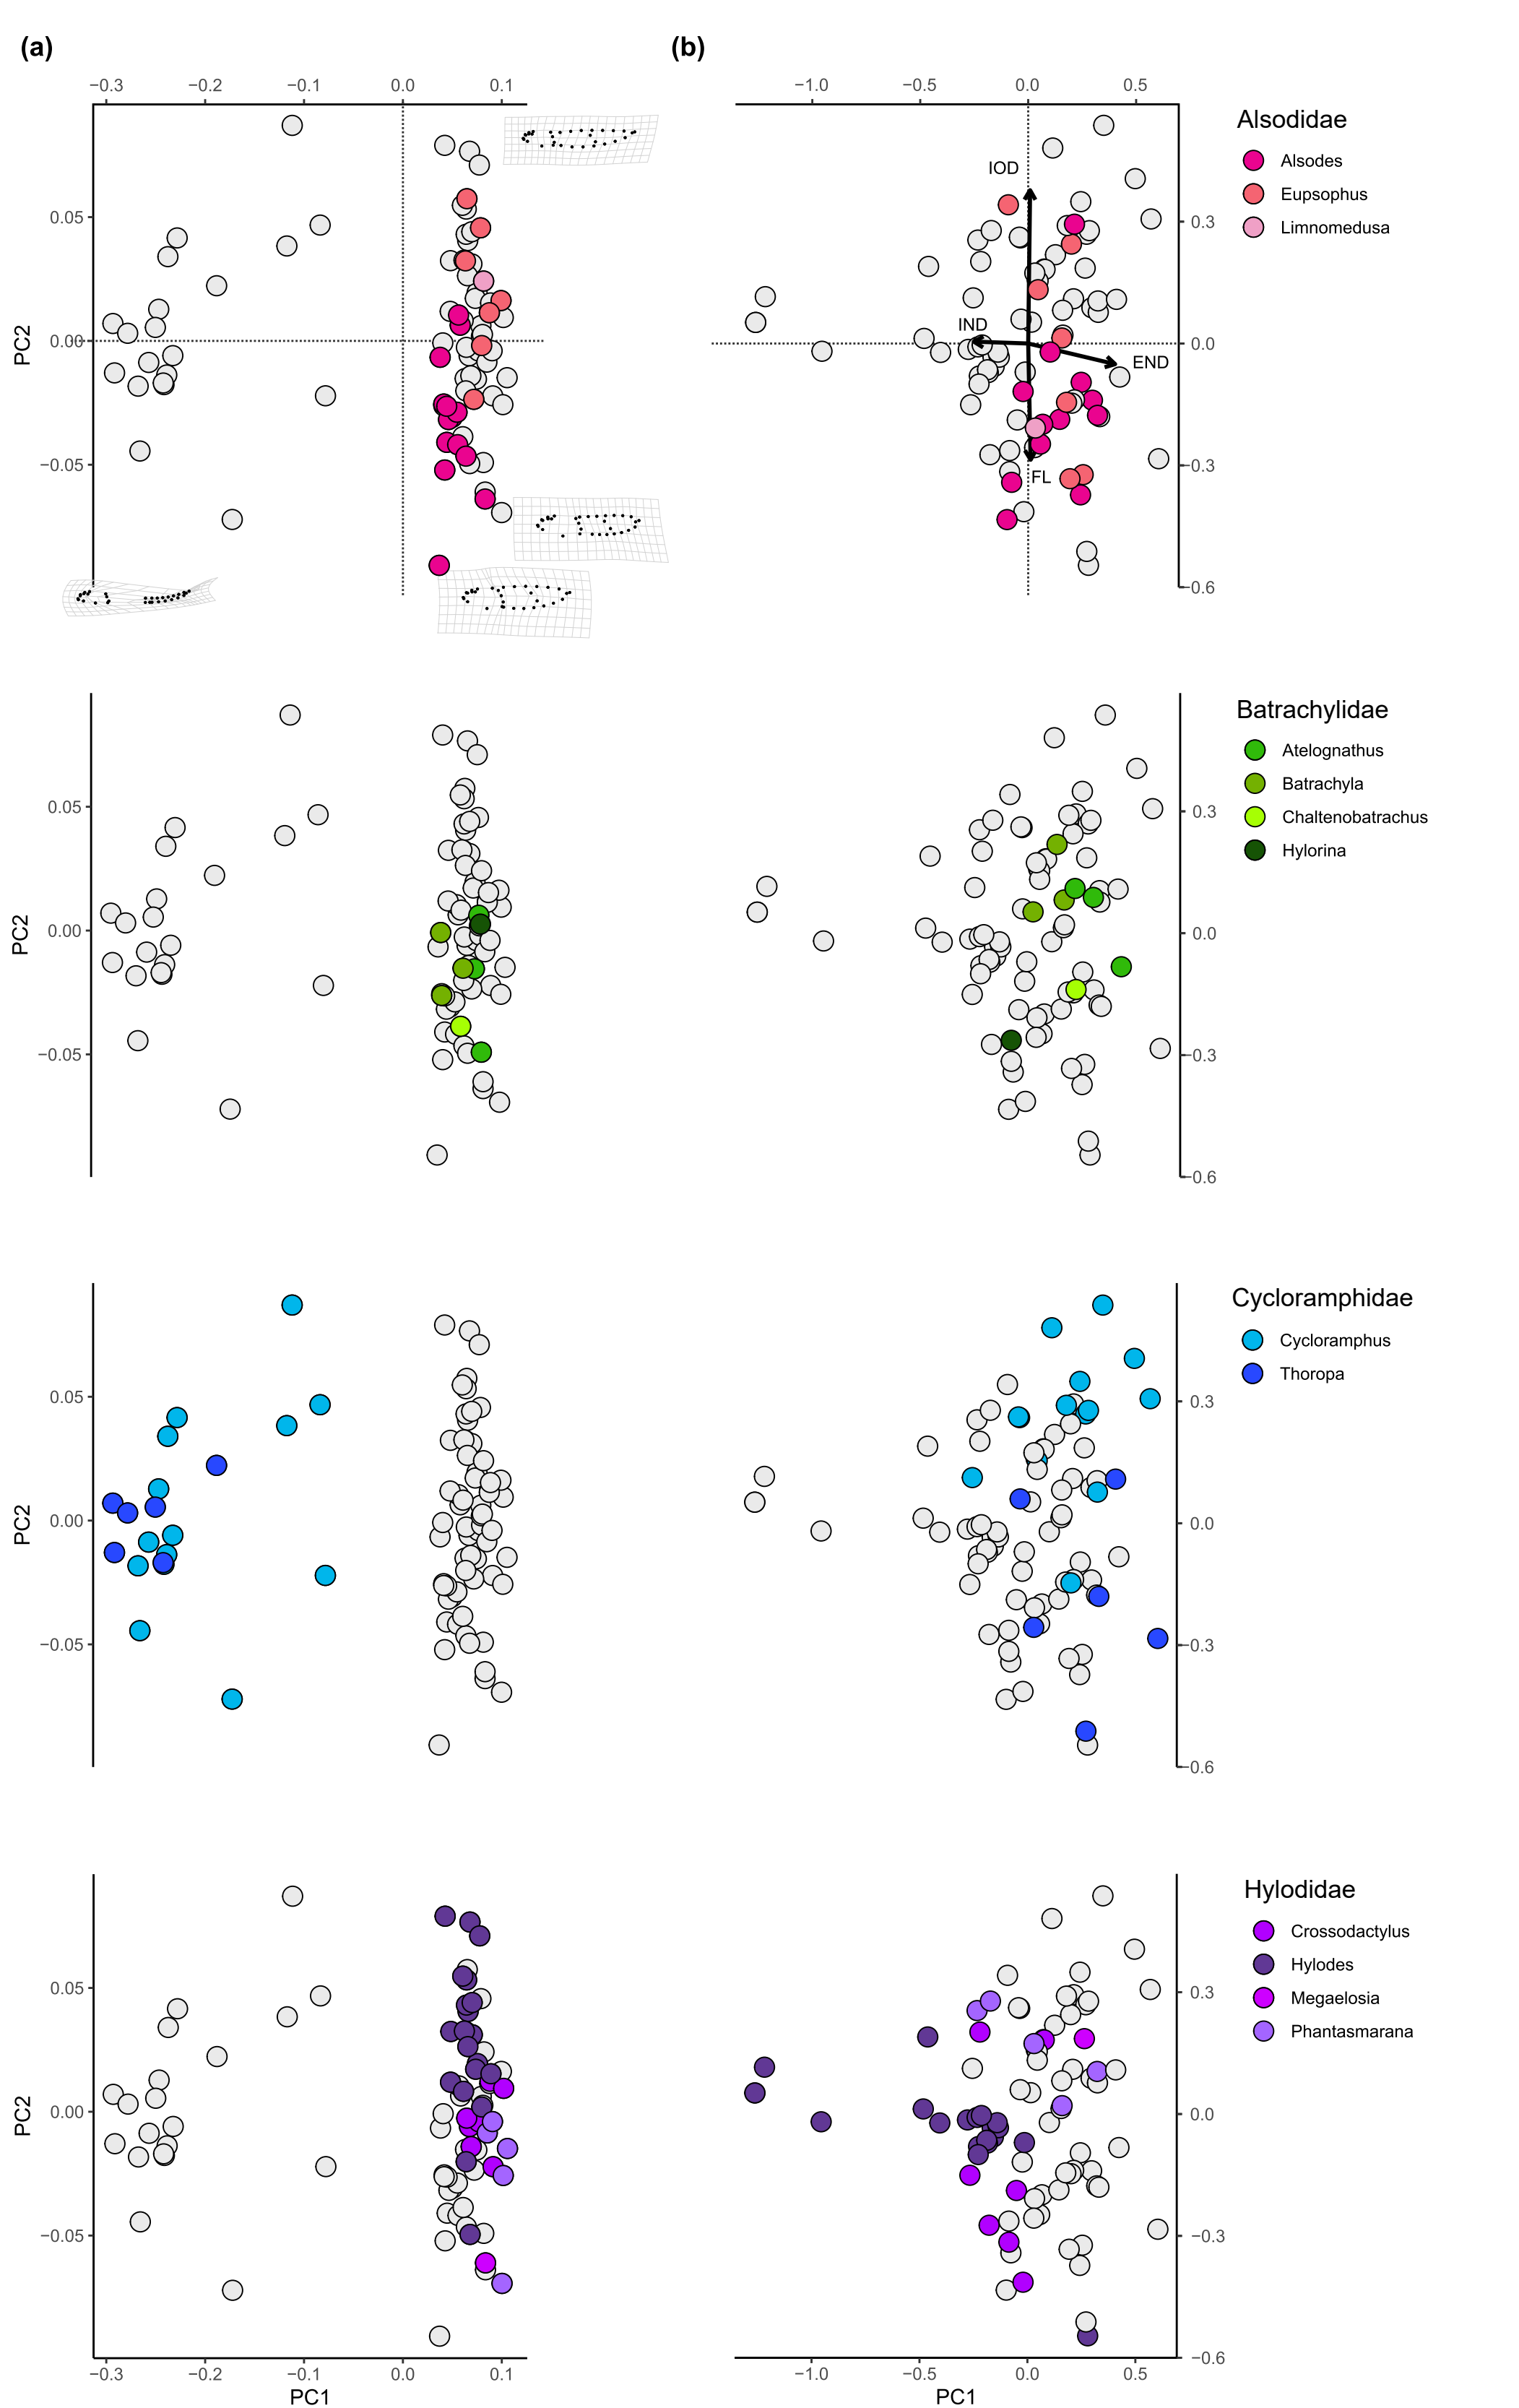 (a)
(b)
−0.3 −0.2 −0.1 0.0 0.1
−1.0 −0.5 0.0 0.5
Alsodidae
Alsodes
Eupsophus
Limnomedusa
IOD
IND
END
FL
PC2
0.05
0.00
−0.05
0.3
0.0
−0.3
−0.6
Batrachylidae
Atelognathus
Batrachyla
Chaltenobatrachus
Hylorina
PC2
0.05
0.00
−0.05
0.3
0.0
−0.3
−0.6
Cycloramphidae
Cycloramphus
Thoropa
PC2
0.05
0.00
−0.05
0.3
0.0
−0.3
−0.6
Hylodidae
Crossodactylus
Hylodes
Megaelosia
Phantasmarana
PC2
0.05
0.00
−0.05
0.3
0.0
−0.3
−0.6
−0.3 −0.2 −0.1 0.0 0.1
−1.0 −0.5 0.0 0.5
PC1
PC1